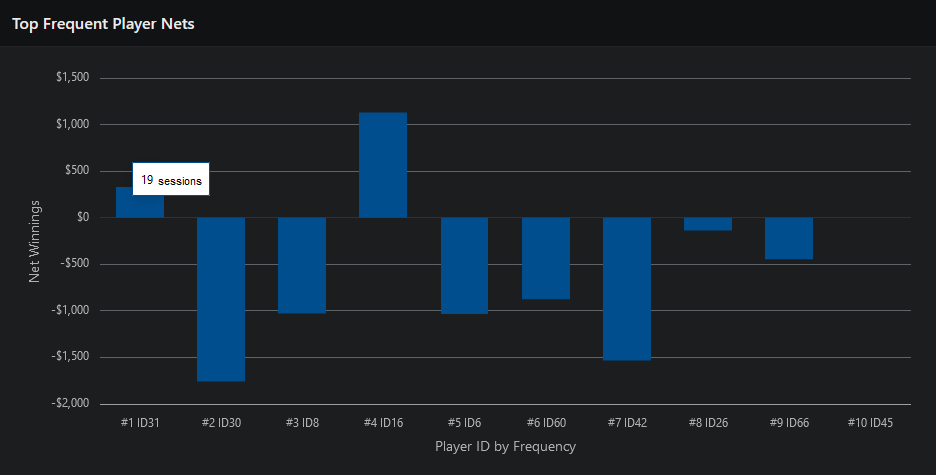 Top Frequent Player Nets
$1,500
$1,000
$500
19 sessions
$0
-$500
-$1,000
-$1,500
-$2,000
Net Winnings
#1 ID31 #2 ID30 #3 ID8 #4 ID16 #5 ID6 #6 ID60 #7 ID42 #8 ID26 #9 ID66 #10 ID45
Player ID by Frequency